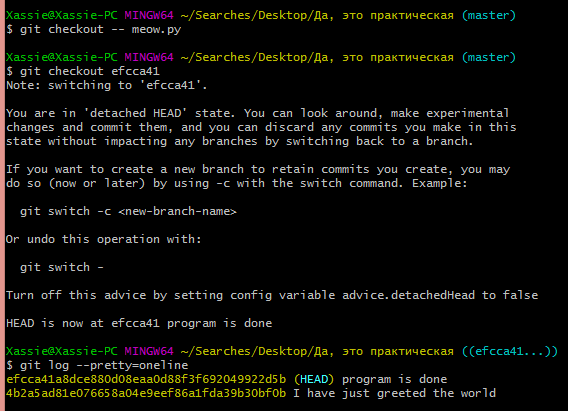 Xassie@Xassie-PC MINGW64 ~/Searches/Desktop/Да, это практическая (master)
$ git checkout -- meow.py
Xassie@Xassie-PC MINGW64 ~/Searches/Desktop/Да, это практическая (master)
$ git checkout efcca41
Note: switching to 'efcca41'.
You are in 'detached HEAD' state. You can look around, make experimental
changes and commit them, and you can discard any commits you make in this
state without impacting any branches by switching back to a branch.
If you want to create a new branch to retain commits you create, you may
do so (now or later) by using -c with the switch command. Example:
git switch -c <new-branch-name>
Or undo this operation with:
git switch -
Turn off this advice by setting config variable advice.detachedHead to false
HEAD is now at efcca41 program is done
Xassie@Xassie-PC MINGW64 ~/Searches/Desktop/Да, это практическая ((efcca41...))
$ git log --pretty=oneline
efcca41a8dce880d08eaa0d88f3f692049922d5b (HEAD) program is done
4b2a5ad81e076658a04e9eef86a1fda39b30bf0b I have just greeted the world